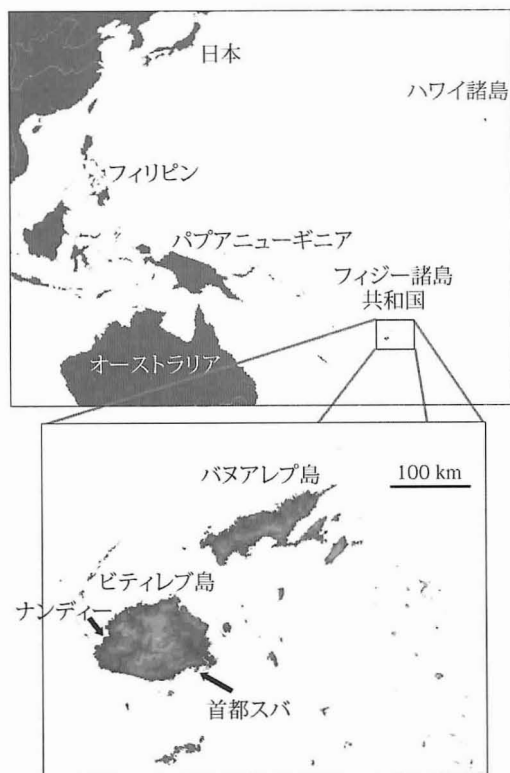 日本
ハワイ諸島
フィリピン
パプアニューギニア
フィジー諸島
共和国
オーストラリア
バヌアレプ島
100 km
ビティレブ島
ナンディー
首都スバ